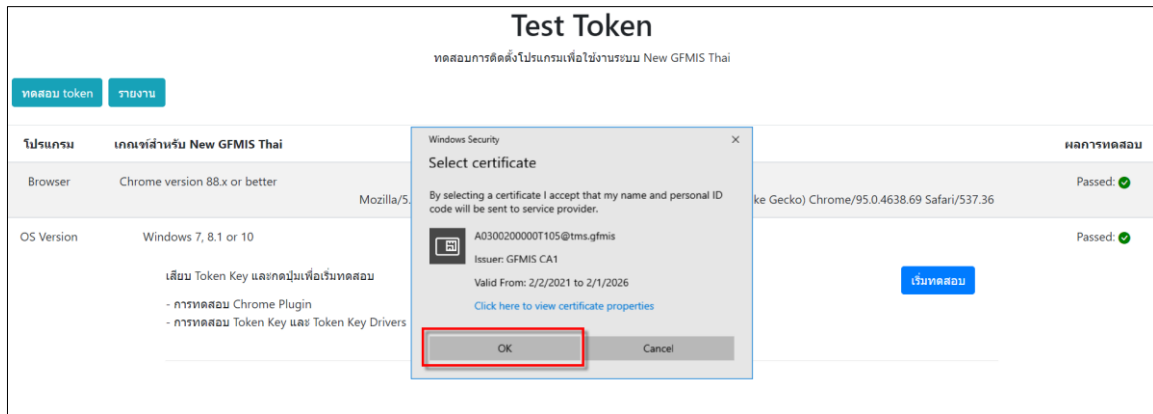 Test Token
ทดสอบการติดตั้งโปรแกรมเพื่อใช้งานระบบ New GFMIS Thai
ทดสอบ token
รายงาน
โปรแกรม
เกณฑ์สำหรับ New GFMIS Thai
ผลการทดสอบ
Windows Security
Select certificate
By selecting a certificate I accept that my name and personal ID
code will be sent to service provider.
A0300200000T105@tms.gfmis
Issuer: GFMIS CA1
Valid From: 2/2/2021 to 2/1/2026
Click here to view certificate properties
OK
Cancel
Browser
Chrome version 88.x or better
Passed:
Mozilla/5.
ke Gecko) Chrome/95.0.4638.69 Safari/537.36
OS Version
Windows 7, 8.1 or 10
Passed:
เสียบ Token Key และกดปุ่มเพื่อเริ่มทดสอบ
เริ่มทดสอบ
- การทดสอบ Chrome Plugin
- การทดสอบ Token Key และ Token Key Drivers